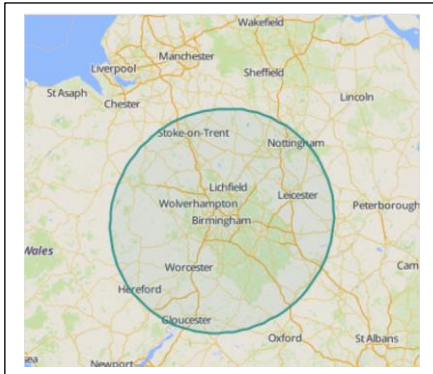 Wakefield
Manchester
Liverpool
Sheffield
St Asaph
Chester
Lincoln
Stoke-on-Trent
Nottingham
Lichfield
Leicester
Wolverhampton
Peterborough
Birmingham
Wales
Worcester
Cam
Hereford
Gloucester
Oxford
St Albans
Newport
sea